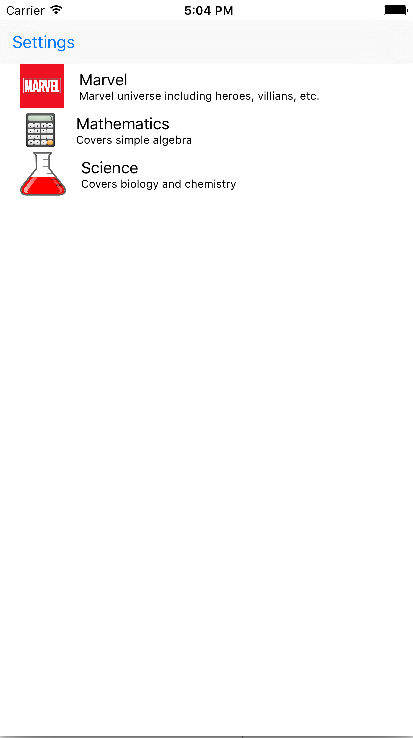 Carrier 5:04 PM
Settings
MARVEL
Marvel
Marvel universe including heroes, villians, etc.
Mathematics
Covers simple algebra
Science
Covers biology and chemistry